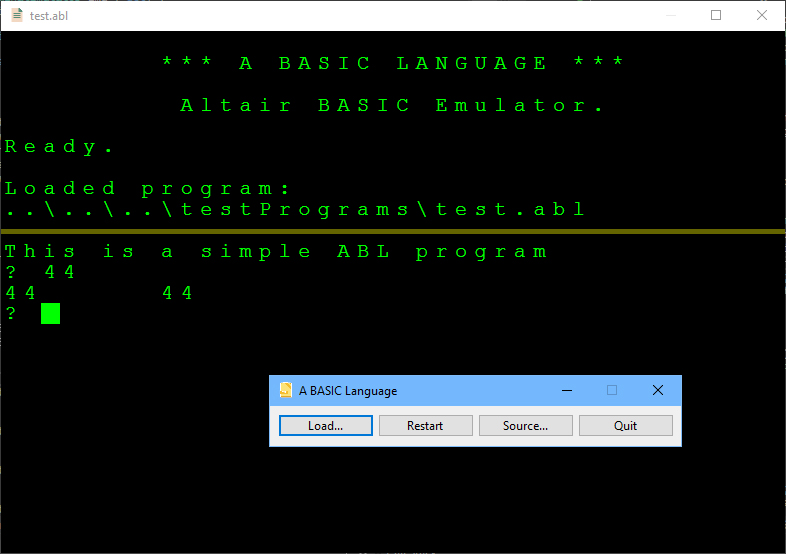 test.abl
*** A BASIC LANGUAGE ***
Altair BASIC Emulator.
Ready.
Loaded program:
..\..\..\testPrograms\test.abl
This is a simple ABL program
? 44
44 44
?
A BASIC Language
Load... Restart Source... Quit